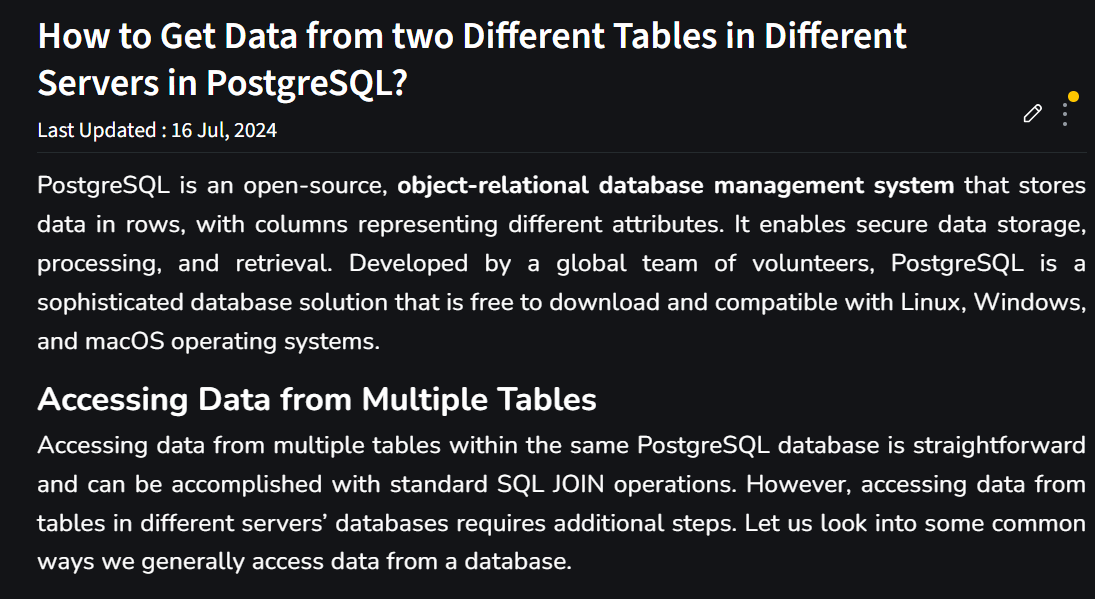 How to Get Data from two Different Tables in Different
Servers in PostgreSQL?
Last Updated : 16 Jul, 2024
PostgreSQL is an open-source, object-relational database management system that stores
data in rows, with columns representing different attributes. It enables secure data storage,
processing, and retrieval. Developed by a global team of volunteers, PostgreSQL is a
sophisticated database solution that is free to download and compatible with Linux, Windows,
and macOS operating systems.
Accessing Data from Multiple Tables
Accessing data from multiple tables within the same PostgreSQL database is straightforward
and can be accomplished with standard SQL JOIN operations. However, accessing data from
tables in different servers’ databases requires additional steps. Let us look into some common
ways we generally access data from a database.